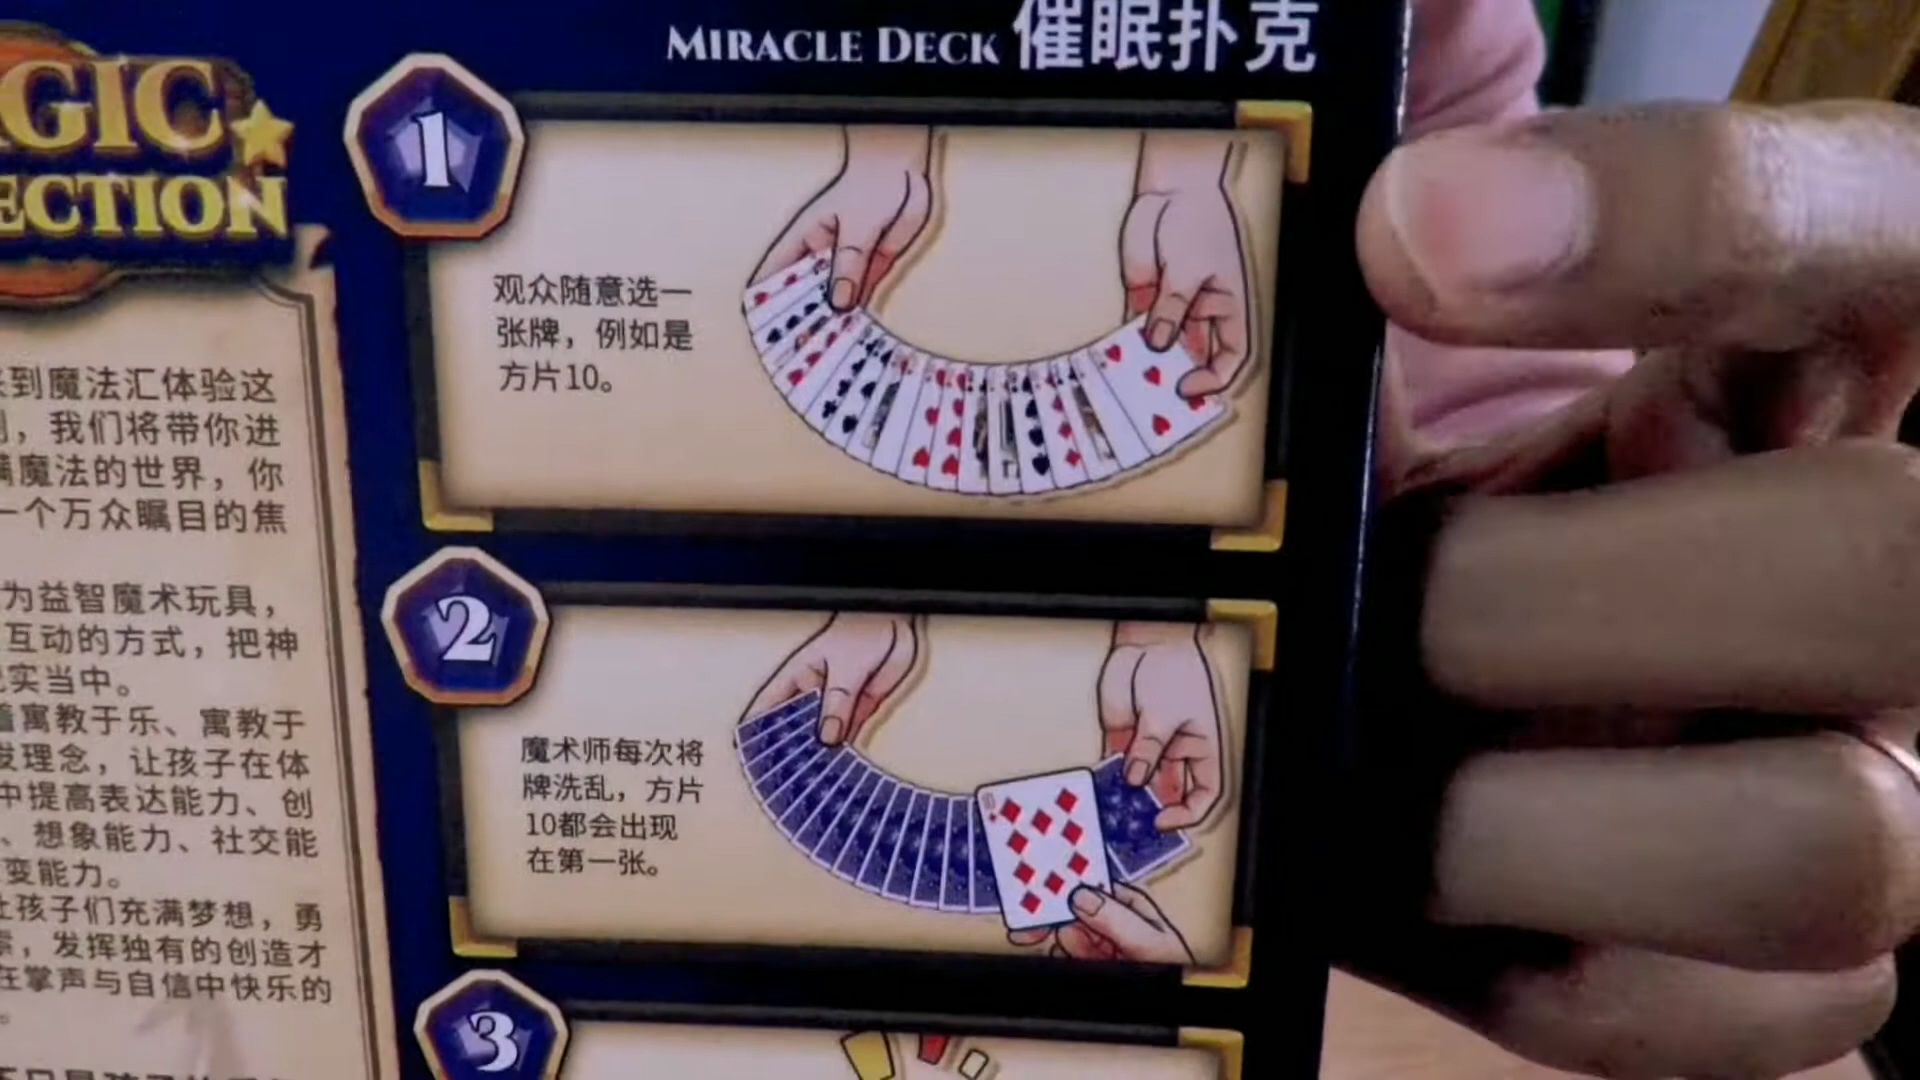 MIRACLE DECK 催眠扑克
AGIC
ECTION
1
观众随意选一
张牌，例如是
方片10。
到魔法汇体验这
，我们将带你进
魔法的世界，你
一个万众瞩目的焦
为益智魔术玩具，
互动的方式，把神
实当中。
寓教于乐、寓教于
发理念，让孩子在体
中提高表达能力、创
、想象能力、社交能
变能力。
让孩子们充满梦想，勇
，发挥独有的创造才
在掌声与自信中快乐的
。
2
魔术师每次将
牌洗乱，方片
10都会出现
在第一张。
3